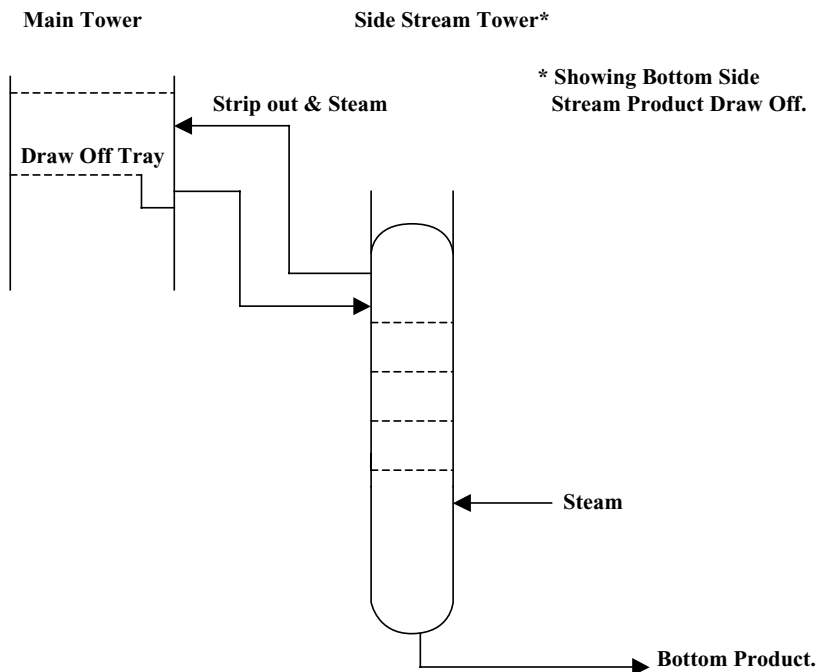 Main Tower
Side Stream Tower*
* Showing Bottom Side
Stream Product Draw Off.
Strip out & Steam
Draw Off Tray
Steam
Bottom Product.